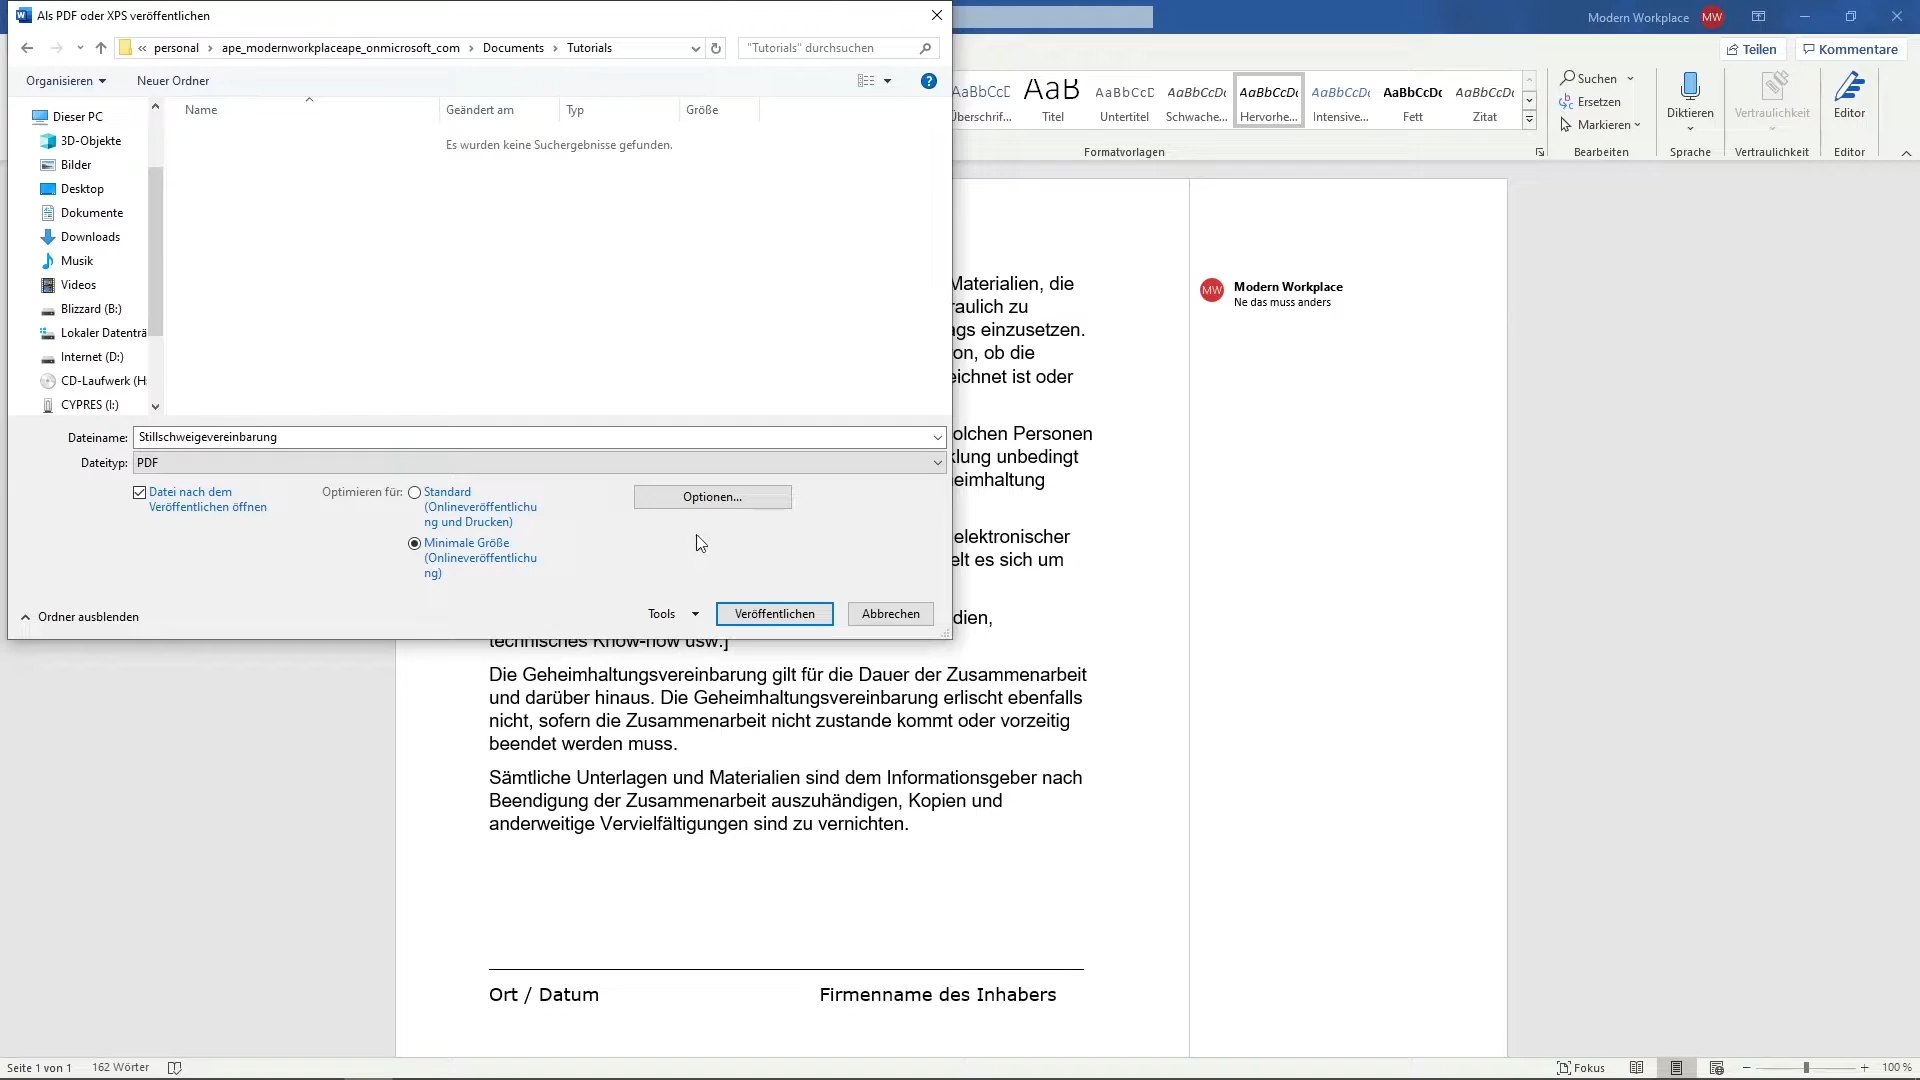 Als PDF oder XPS veröffentlichen
« personal › ape_modernworkplaceape_onmicrosoft_com › Documents › Tutorials
"Tutorials" durchsuchen
Organisieren
Neuer Ordner
Dieser PC
3D-Objekte
Bilder
Desktop
Dokumente
Downloads
Musik
Videos
Blizzard (B:)
Lokaler Datenträ
Internet (D:)
CD-Laufwerk (H:
CYPRES (I:)
Name
Geändert am
Typ
Größe
Es wurden keine Suchergebnisse gefunden.
Dateiname: Stillschweigevereinbarung
Dateityp: PDF
Datei nach dem
Veröffentlichen öffnen
Optimieren für:
Standard
(Onlineveröffentlichu
ng und Drucken)
Minimale Größe
(Onlineveröffentlichu
ng)
Optionen...
Ordner ausblenden
Tools
Veröffentlichen
Abbrechen
Modern Workplace MW
Teilen
Kommentare
AaBbCcD AaB AaBbCcD AaBbCcDc AaBbCcDc AaBbCcDc AaBbCcDc AaBbCcDc
Überschrif... Titel Untertitel Schwache... Hervorhe... Intensive... Fett Zitat
Formatvorlagen
Suchen
Ersetzen
Markieren
Bearbeiten
Diktieren
Sprache
Vertraulichkeit
Vertraulichkeit
Editor
Editor
Materialien, die
raulich zu
ags einzusetzen.
on, ob die
eichnet ist oder
olchen Personen
klung unbedingt
eimhaltung
elektronischer
elt es sich um
dien,
technisches Know-how usw.]
Die Geheimhaltungsvereinbarung gilt für die Dauer der Zusammenarbeit
und darüber hinaus. Die Geheimhaltungsvereinbarung erlischt ebenfalls
nicht, sofern die Zusammenarbeit nicht zustande kommt oder vorzeitig
beendet werden muss.
Sämtliche Unterlagen und Materialien sind dem Informationsgeber nach
Beendigung der Zusammenarbeit auszuhändigen, Kopien und
anderweitige Vervielfältigungen sind zu vernichten.
Ort / Datum
Firmenname des Inhabers
MW
Modern Workplace
Ne das muss anders
Seite 1 von 1
162 Wörter
Fokus
100 %